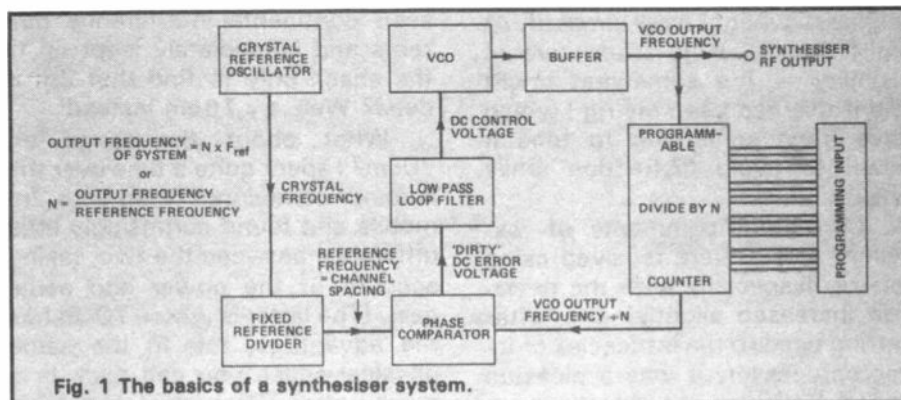 CRYSTAL
REFERENCE
OSCILLATOR
VCO
BUFFER
VCO OUTPUT
FREQUENCY
SYNTHESISER
RF OUTPUT
DC CONTROL
VOLTAGE
PROGRAMM-
ABLE
DIVIDE BY N
COUNTER
PROGRAMMING INPUT
OUTPUT FREQUENCY
OF SYSTEM = N x Fref
or
N = OUTPUT FREQUENCY
REFERENCE FREQUENCY
CRYSTAL
FREQUENCY
LOW PASS
LOOP FILTER
REFERENCE
FREQUENCY
= CHANNEL
SPACING
"DIRTY"
DC ERROR
VOLTAGE
VCO OUTPUT
FREQUENCY ÷ N
FIXED
REFERENCE
DIVIDER
PHASE
COMPARATOR
Fig. 1 The basics of a synthesiser system.